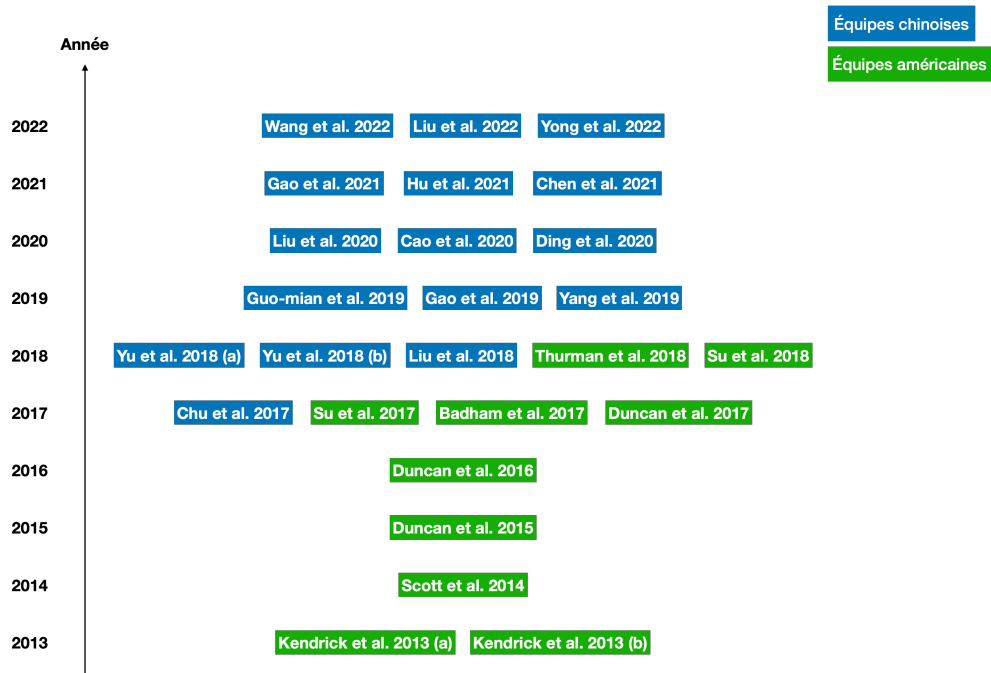 Équipes chinoises
Année
Équipes américaines
2022 Wang et al. 2022 Liu et al. 2022 Yong et al. 2022
2021 Gao et al. 2021 Hu et al. 2021 Chen et al. 2021
2020 Liu et al. 2020 Cao et al. 2020 Ding et al. 2020
2019 Guo-mian et al. 2019 Gao et al. 2019 Yang et al. 2019
2018 Yu et al. 2018 (a) Yu et al. 2018 (b) Liu et al. 2018 Thurman et al. 2018 Su et al. 2018
2017 Chu et al. 2017 Su et al. 2017 Badham et al. 2017 Duncan et al. 2017
2016 Duncan et al. 2016
2015 Duncan et al. 2015
2014 Scott et al. 2014
2013 Kendrick et al. 2013 (a) Kendrick et al. 2013 (b)